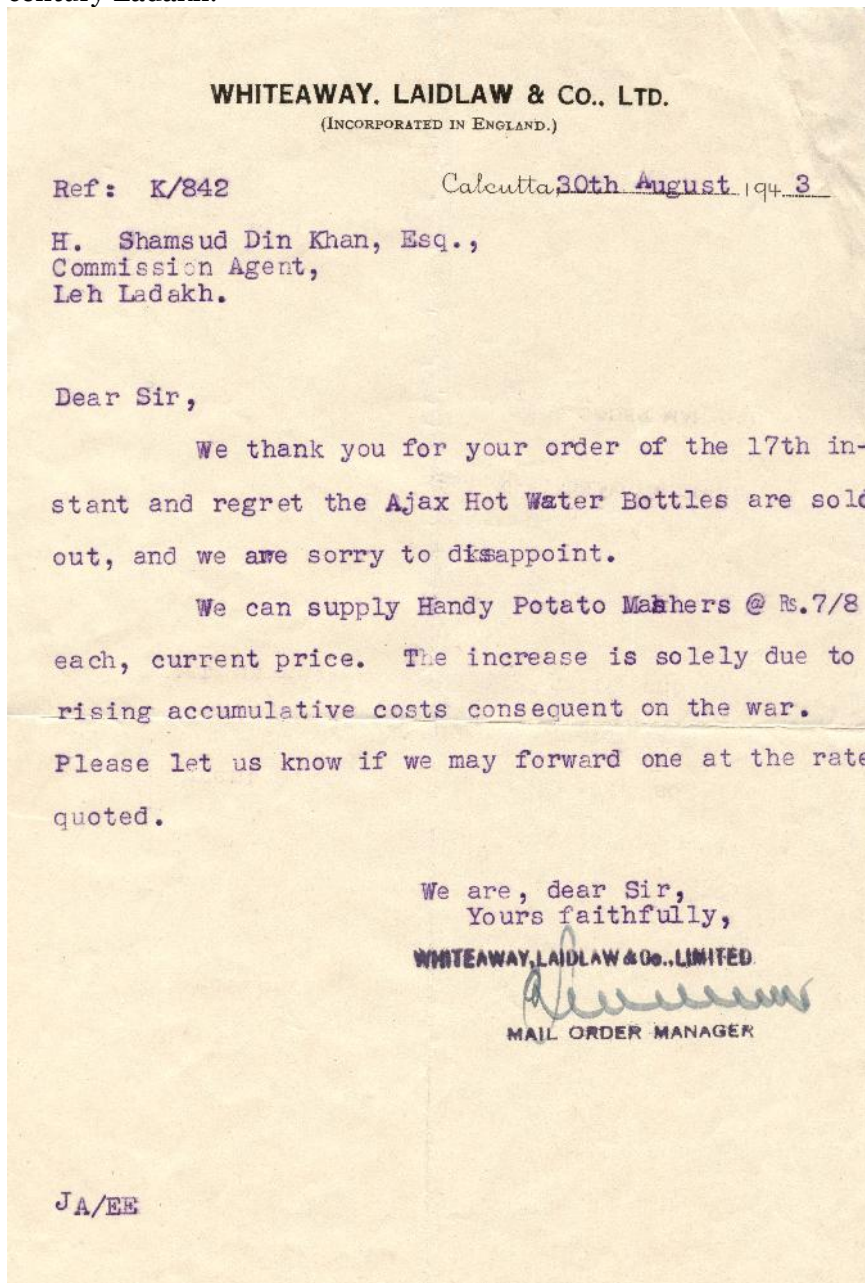 WHITEAWAY, LAIDLAW & CO., LTD.
(INCORPORATED IN ENGLAND.)
Ref: K/842 Calcutta, 30th August 1943
H. Shamsud Din Khan, Esq.,
Commission Agent,
Leh Ladakh.
Dear Sir,
We thank you for your order of the 17th in-
stant and regret the Ajax Hot Water Bottles are sold
out, and we are sorry to disappoint.
We can supply Handy Potato Mashers @ Rs.7/8
each, current price. The increase is solely due to
rising accumulative costs consequent on the war.
Please let us know if we may forward one at the rate
quoted.
We are, dear Sir,
Yours faithfully,
WHITEAWAY, LAIDLAW & Co., LIMITED
MAIL ORDER MANAGER
JA/EE